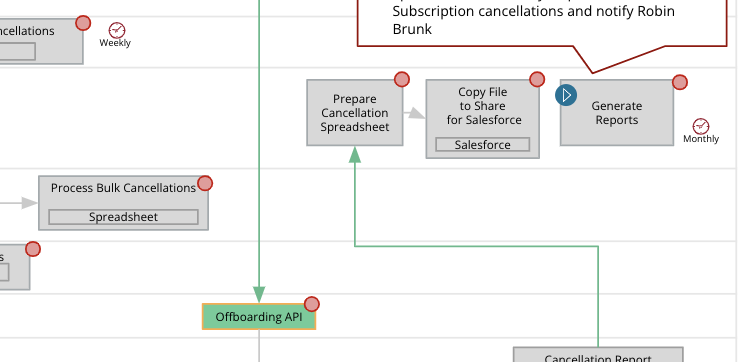 Subscription cancellations and notify Robin
Brunk
Weekly
Prepare
Cancellation
Spreadsheet
Copy File
to Share
for Salesforce
Salesforce
Generate
Reports
Monthly
Process Bulk Cancellations
Spreadsheet
Offboarding API
Cancellation Report